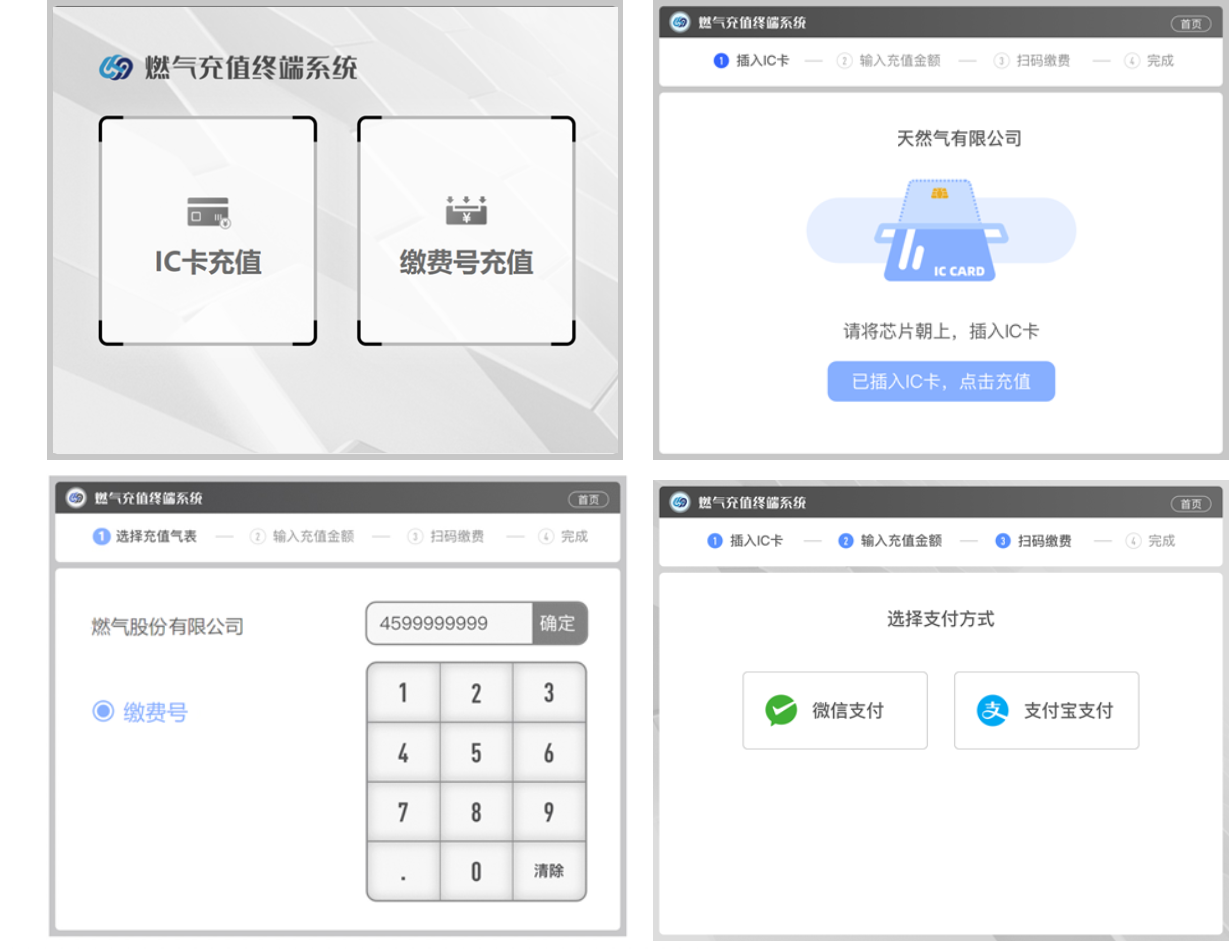 燃气充值终端系统
IC卡充值
缴费号充值
燃气充值终端系统
首页
1 插入IC卡 — 2 输入充值金额 — 3 扫码缴费 — 4 完成
天然气有限公司
IC CARD
请将芯片朝上，插入IC卡
已插入IC卡，点击充值
燃气充值终端系统
首页
1 选择充值气表 — 2 输入充值金额 — 3 扫码缴费 — 4 完成
燃气股份有限公司
缴费号
4599999999 确定
1 2 3
4 5 6
7 8 9
. 0 清除
燃气充值终端系统
首页
1 插入IC卡 — 2 输入充值金额 — 3 扫码缴费 — 4 完成
选择支付方式
微信支付
支 支付宝支付